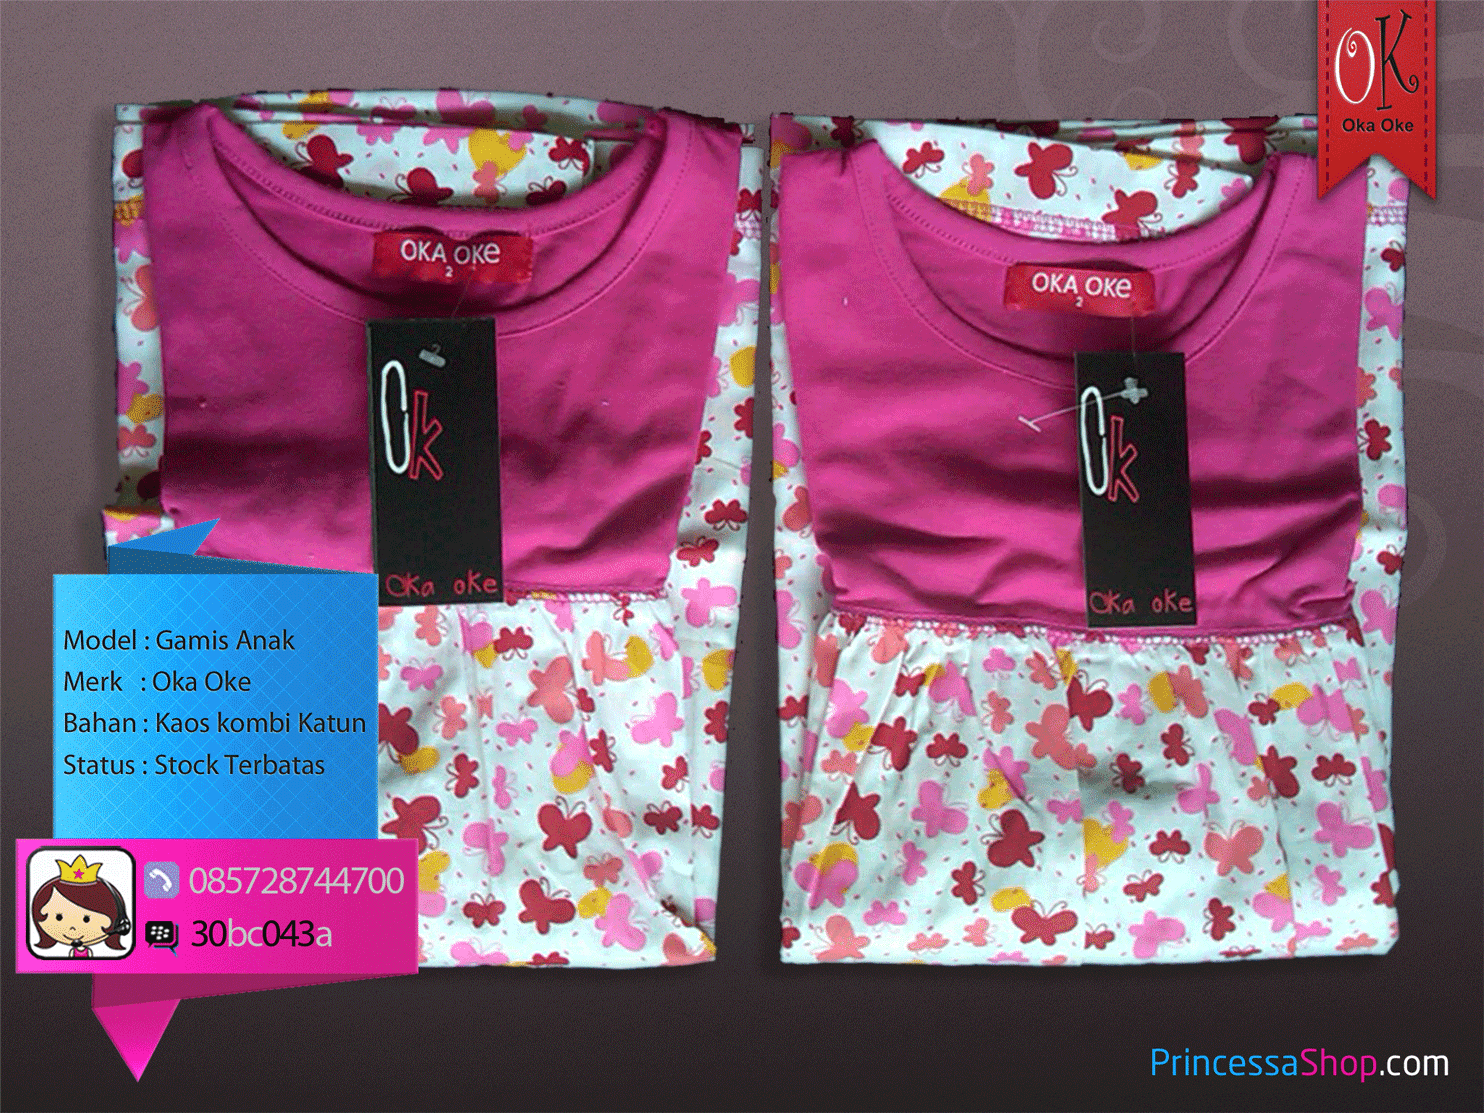 OK
Oka Oke
OKA OKe
2
OKA OKe
2
Ok
Oka oke
Ok
Oka oke
Model : Gamis Anak
Merk : Oka Oke
Bahan : Kaos kombi Katun
Status : Stock Terbatas
085728744700
30bc043a
PrincessaShop.com